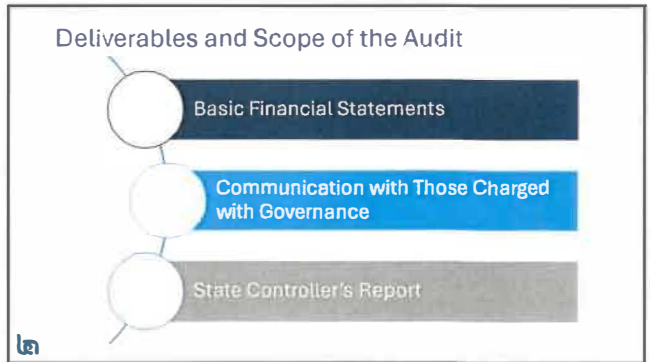 Deliverables and Scope of the Audit
Basic Financial Statements
Communication with Those Charged
with Governance
State Controller's Report